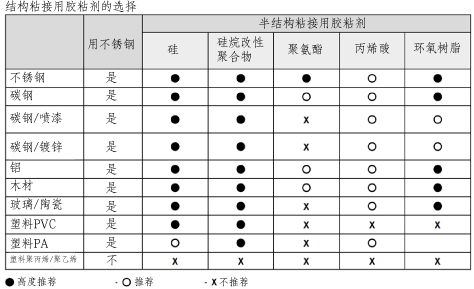 结构粘接用胶粘剂的选择
用不锈钢 半结构粘接用胶粘剂
硅 硅烷改性聚合物 聚氨酯 丙烯酸 环氧树脂
不锈钢 是 ● ● ● ○ ●
碳钢 是 ● ● ○ ○ ●
碳钢/喷漆 是 ● ● x ○ ○
碳钢/镀锌 是 ● ● x ○ ○
铝 是 ● ● ○ ○ ●
木材 是 ● ● ○ ○ ●
玻璃/陶瓷 是 ● ● x ○ ●
塑料PVC 是 ● ● x x x
塑料PA 是 ○ ● x ○
塑料聚丙烯/聚乙烯 不 x x x x x
● 高度推荐 - ○ 推荐 - x 不推荐